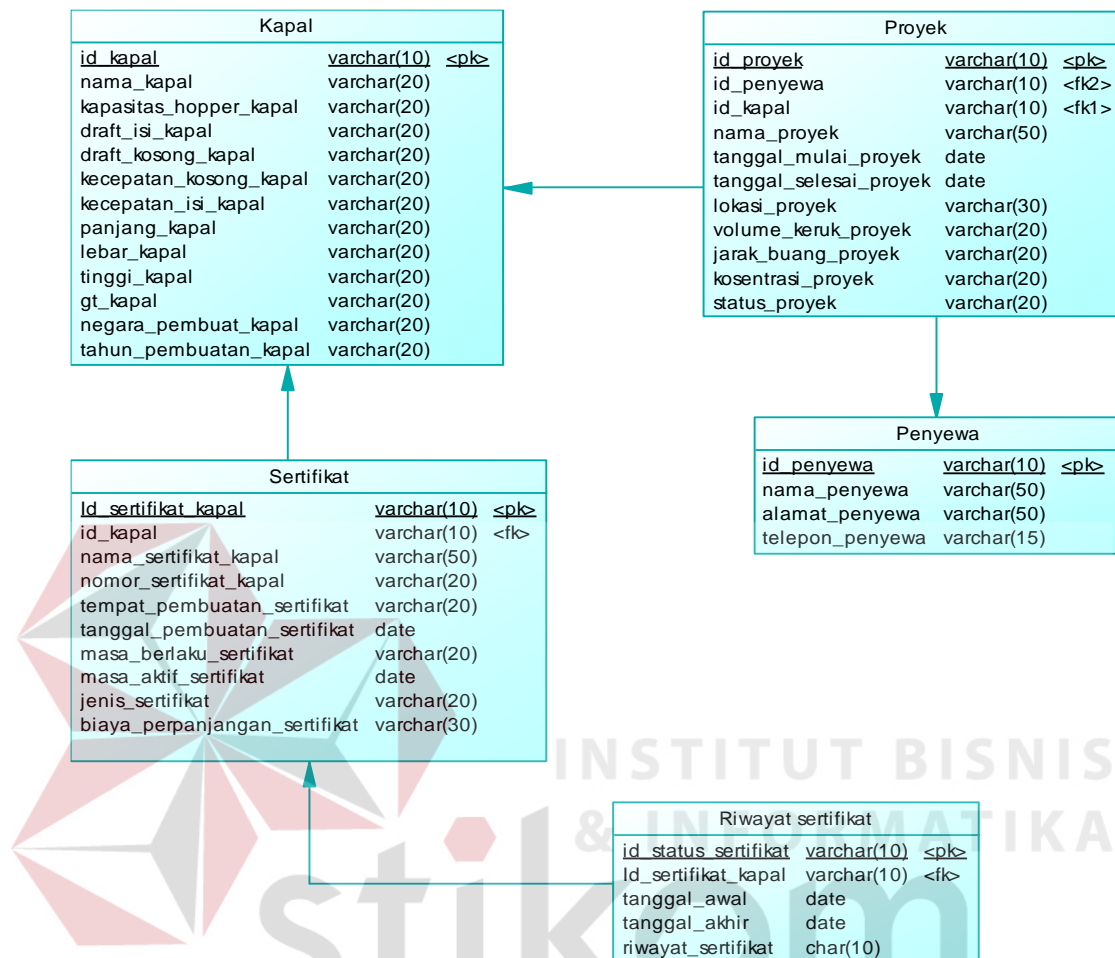 Kapal
id_kapal varchar(10) <pk>
nama_kapal varchar(20)
kapasitas_hopper_kapal varchar(20)
draft_isi_kapal varchar(20)
draft_kosong_kapal varchar(20)
kecepatan_kosong_kapal varchar(20)
kecepatan_isi_kapal varchar(20)
panjang_kapal varchar(20)
lebar_kapal varchar(20)
tinggi_kapal varchar(20)
gt_kapal varchar(20)
negara_pembuat_kapal varchar(20)
tahun_pembuatan_kapal varchar(20)
Proyek
id_proyek varchar(10) <pk>
id_penyewa varchar(10) <fk2>
id_kapal varchar(10) <fk1>
nama_proyek varchar(50)
tanggal_mulai_proyek date
tanggal_selesai_proyek date
lokasi_proyek varchar(30)
volume_keruk_proyek varchar(20)
jarak_buang_proyek varchar(20)
kosentrasi_proyek varchar(20)
status_proyek varchar(20)
Penyewa
id_penyewa varchar(10) <pk>
nama_penyewa varchar(50)
alamat_penyewa varchar(50)
telepon_penyewa varchar(15)
Sertifikat
Id_sertifikat_kapal varchar(10) <pk>
id_kapal varchar(10) <fk>
nama_sertifikat_kapal varchar(50)
nomor_sertifikat_kapal varchar(20)
tempat_pembuatan_sertifikat varchar(20)
tanggal_pembuatan_sertifikat date
masa_berlaku_sertifikat varchar(20)
masa_aktif_sertifikat date
jenis_sertifikat varchar(20)
biaya_perpanjangan_sertifikat varchar(30)
INSTITUT BISNIS
& INFORMATIKA
stikom
Riwayat sertifikat
id_status_sertifikat varchar(10) <pk>
Id_sertifikat_kapal varchar(10) <fk>
tanggal_awal date
tanggal_akhir date
riwayat_sertifikat char(10)